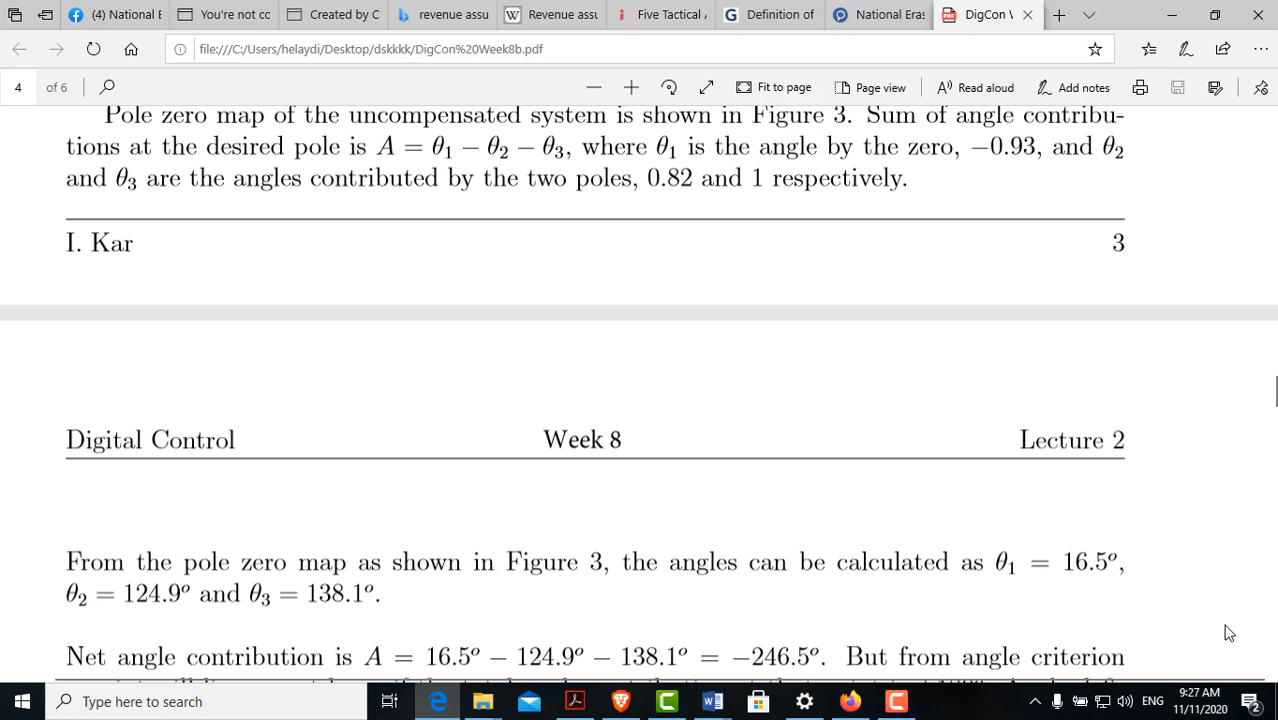 (4) National E
You're not cc
Created by C
revenue assu
Revenue assu
Five Tactical A
Definition of
National Eras
DigCon W
file:///C:/Users/helaydi/Desktop/dskkkk/DigCon%20Week8b.pdf
4 of 6
Fit to page
Page view
Read aloud
Add notes
Pole zero map of the uncompensated system is shown in Figure 3. Sum of angle contribu-
tions at the desired pole is A = θ₁ − θ₂ − θ₃, where θ₁ is the angle by the zero, −0.93, and θ₂
and θ₃ are the angles contributed by the two poles, 0.82 and 1 respectively.
I. Kar 3
Digital Control Week 8 Lecture 2
From the pole zero map as shown in Figure 3, the angles can be calculated as θ₁ = 16.5°,
θ₂ = 124.9° and θ₃ = 138.1°.
Net angle contribution is A = 16.5° − 124.9° − 138.1° = −246.5°. But from angle criterion
Type here to search
ENG
9:27 AM
11/11/2020
2